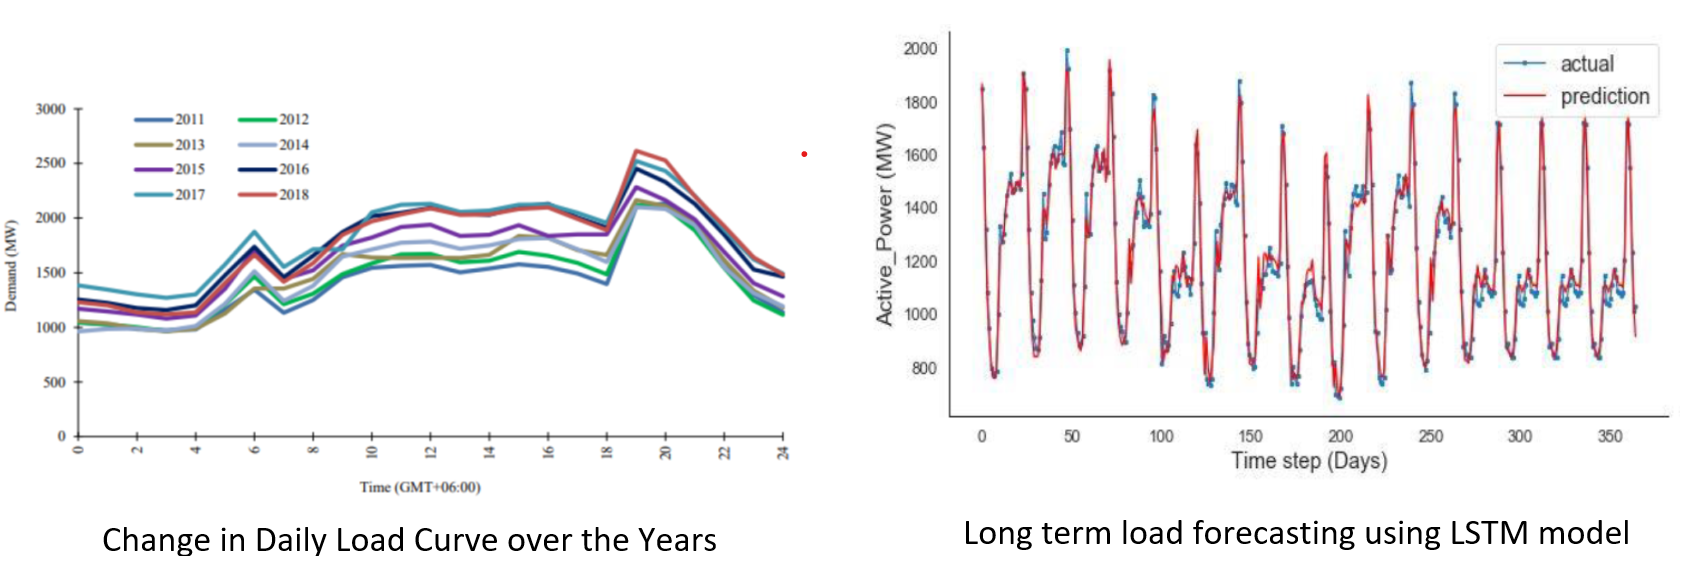 3000
2500
2000
1500
1000
500
0
Demand (MW)
2011 2012
2013 2014
2015 2016
2017 2018
0 2 4 6 8 10 12 14 16 18 20 22 24
Time (GMT+06:00)
Change in Daily Load Curve over the Years
2000
1800
1600
1400
1200
1000
800
Active_Power (MW)
actual
prediction
0 50 100 150 200 250 300 350
Time step (Days)
Long term load forecasting using LSTM model